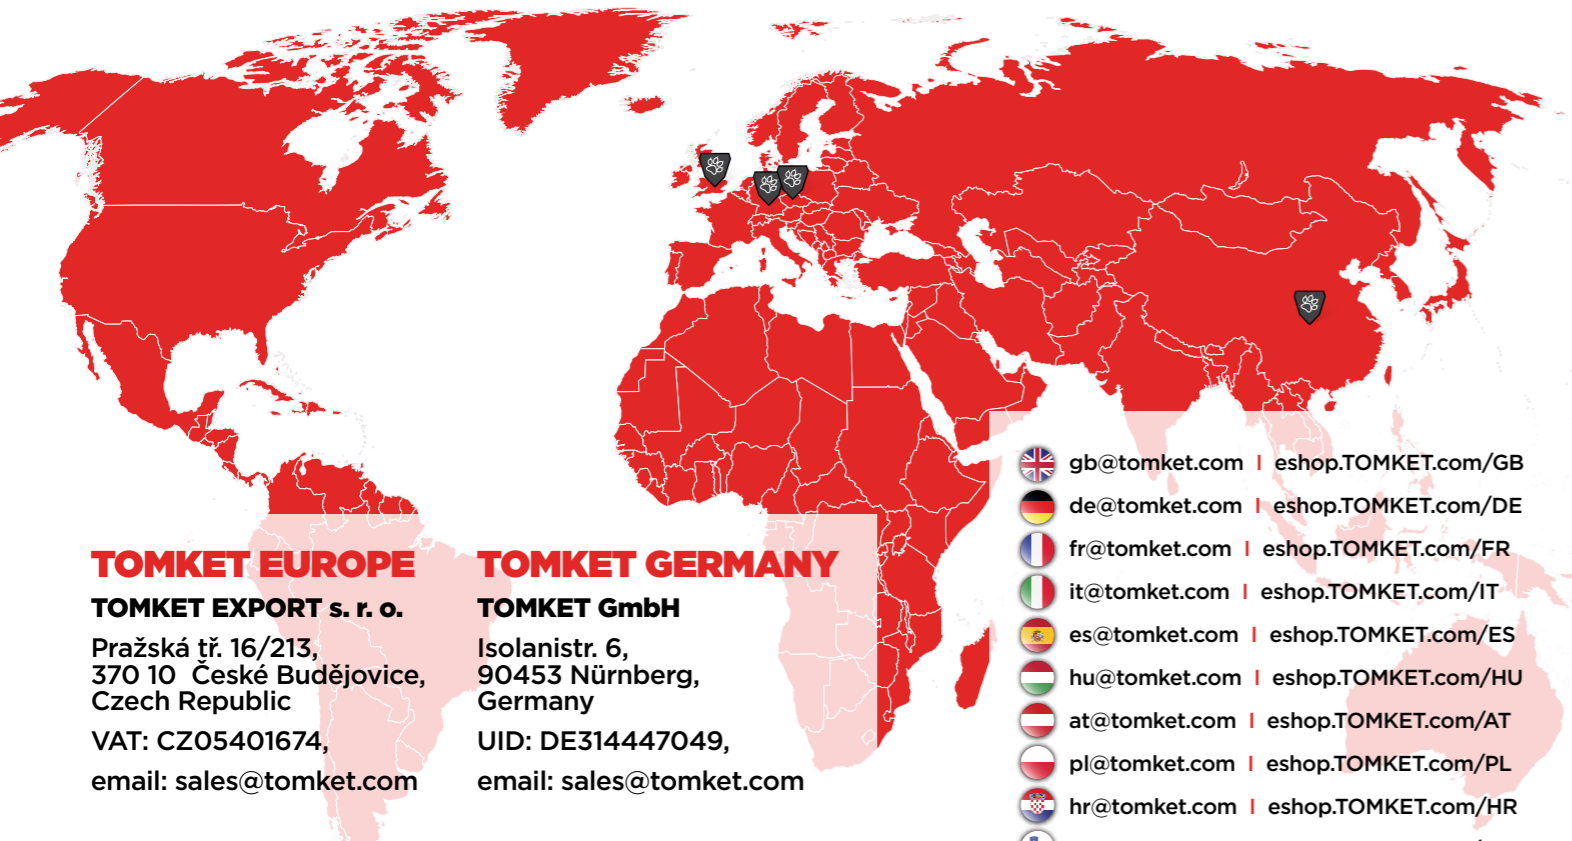 TOMKET EUROPE
TOMKET EXPORT s. r. o.
Pražská tř. 16/213,
370 10 České Budějovice,
Czech Republic
VAT: CZ05401674,
email: sales@tomket.com
TOMKET GERMANY
TOMKET GmbH
Isolanistr. 6,
90453 Nürnberg,
Germany
UID: DE314447049,
email: sales@tomket.com
gb@tomket.com I eshop.TOMKET.com/GB
de@tomket.com I eshop.TOMKET.com/DE
fr@tomket.com I eshop.TOMKET.com/FR
it@tomket.com I eshop.TOMKET.com/IT
es@tomket.com I eshop.TOMKET.com/ES
hu@tomket.com I eshop.TOMKET.com/HU
at@tomket.com I eshop.TOMKET.com/AT
pl@tomket.com I eshop.TOMKET.com/PL
hr@tomket.com I eshop.TOMKET.com/HR